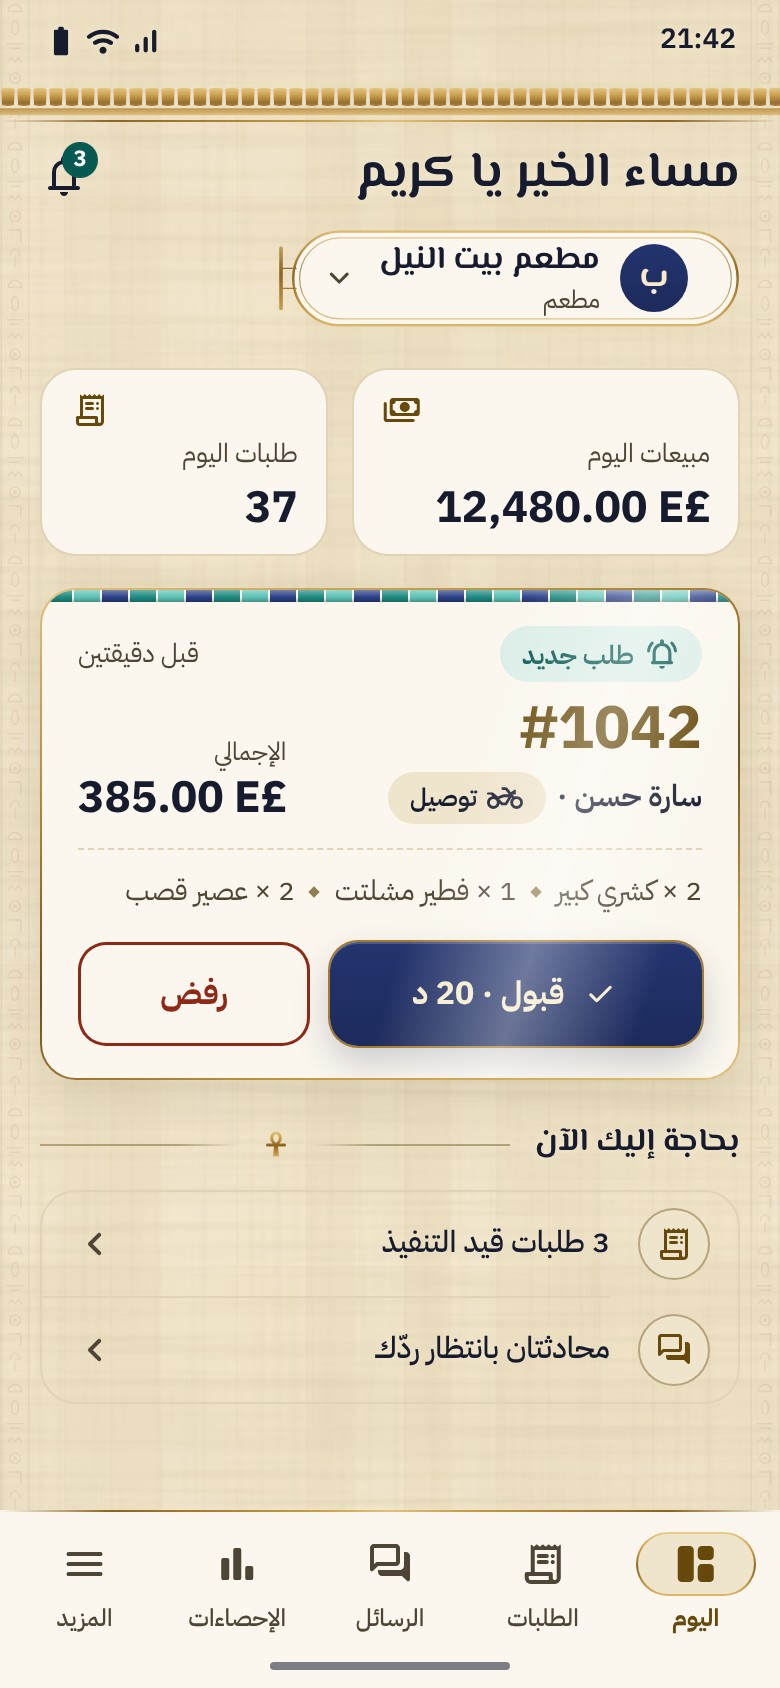 21:42
3
مساء الخير يا كريم
ب
مطعم بيت النيل
مطعم
مبيعات اليوم
12,480.00 E£
طلبات اليوم
37
طلب جديد
قبل دقيقتين
#1042
الإجمالي
سارة حسن · توصيل
385.00 E£
2 × كشري كبير ◆ 1 × فطير مشلتت ◆ 2 × عصير قصب
قبول · 20 د
رفض
بحاجة إليك الآن
3 طلبات قيد التنفيذ
محادثتان بانتظار ردّك
اليوم
الطلبات
الرسائل
الإحصاءات
المزيد